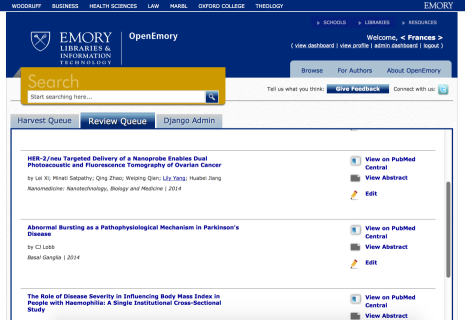 WOODRUFF BUSINESS HEALTH SCIENCES LAW MARBL OXFORD COLLEGE THEOLOGY EMORY
SCHOOLS LIBRARIES RESOURCES
EMORY
LIBRARIES &
INFORMATION
TECHNOLOGY
OpenEmory
Welcome, < Frances >
( view dashboard | view profile | admin dashboard | logout )
Browse For Authors About OpenEmory
Search
Start searching here...
Tell us what you think: Give Feedback Connect with us:
Harvest Queue Review Queue Django Admin
HER-2/neu Targeted Delivery of a Nanoprobe Enables Dual
Photoacoustic and Fluorescence Tomography of Ovarian Cancer
by Lei Xi; Minati Satpathy; Qing Zhao; Weiping Qian; Lily Yang; Huabei Jiang
Nanomedicine: Nanotechnology, Biology and Medicine | 2014
View on PubMed
Central
View Abstract
Edit
Abnormal Bursting as a Pathophysiological Mechanism in Parkinson's
Disease
by CJ Lobb
Basal Ganglia | 2014
View on PubMed
Central
View Abstract
Edit
The Role of Disease Severity in Influencing Body Mass Index in
People with Haemophilia: A Single Institutional Cross-Sectional
Study
View on PubMed
Central
View Abstract